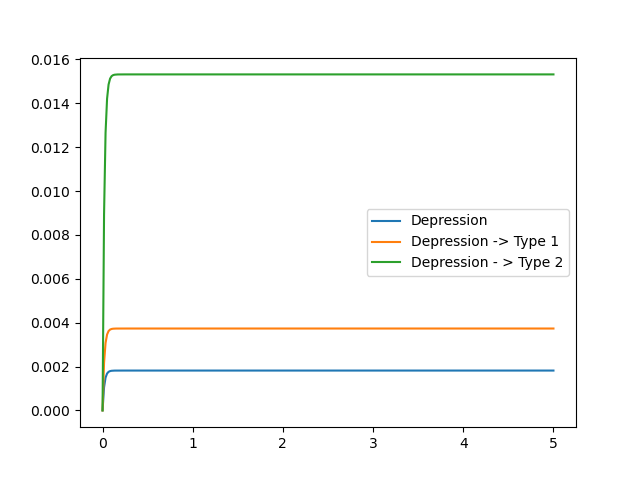 0.016
0.014
0.012
0.010
0.008
0.006
0.004
0.002
0.000
0 1 2 3 4 5
Depression
Depression -> Type 1
Depression - > Type 2